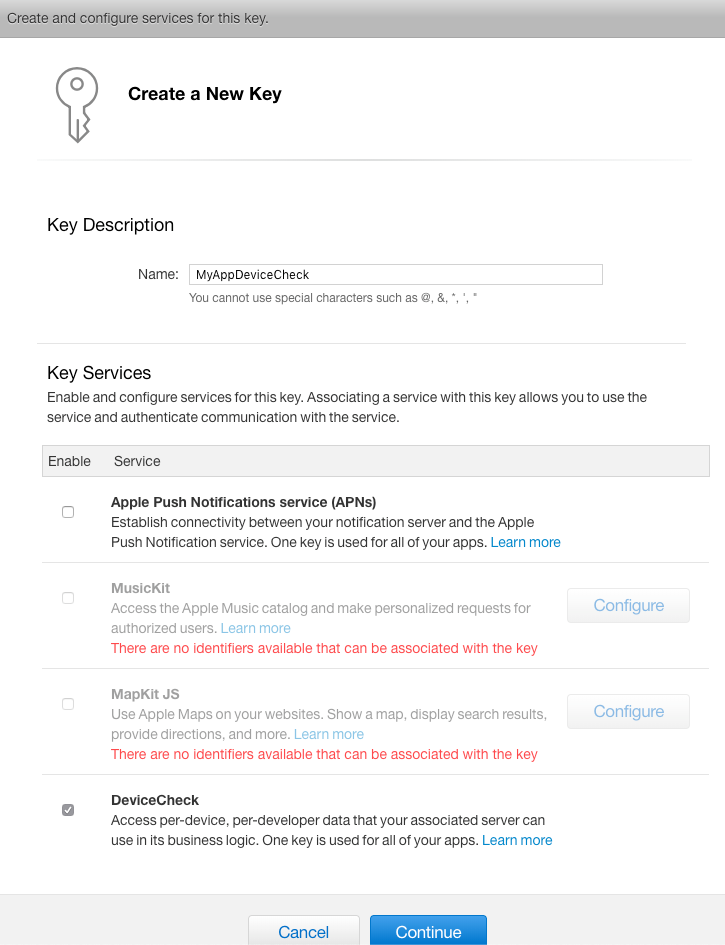 Create and configure services for this key.
Create a New Key
Key Description
Name: MyAppDeviceCheck
You cannot use special characters such as @, &, *, ', "
Key Services
Enable and configure services for this key. Associating a service with this key allows you to use the
service and authenticate communication with the service.
Enable Service
Apple Push Notifications service (APNs)
Establish connectivity between your notification server and the Apple
Push Notification service. One key is used for all of your apps. Learn more
MusicKit
Access the Apple Music catalog and make personalized requests for
authorized users. Learn more
There are no identifiers available that can be associated with the key
Configure
MapKit JS
Use Apple Maps on your websites. Show a map, display search results,
provide directions, and more. Learn more
There are no identifiers available that can be associated with the key
Configure
DeviceCheck
Access per-device, per-developer data that your associated server can
use in its business logic. One key is used for all of your apps. Learn more
Cancel Continue